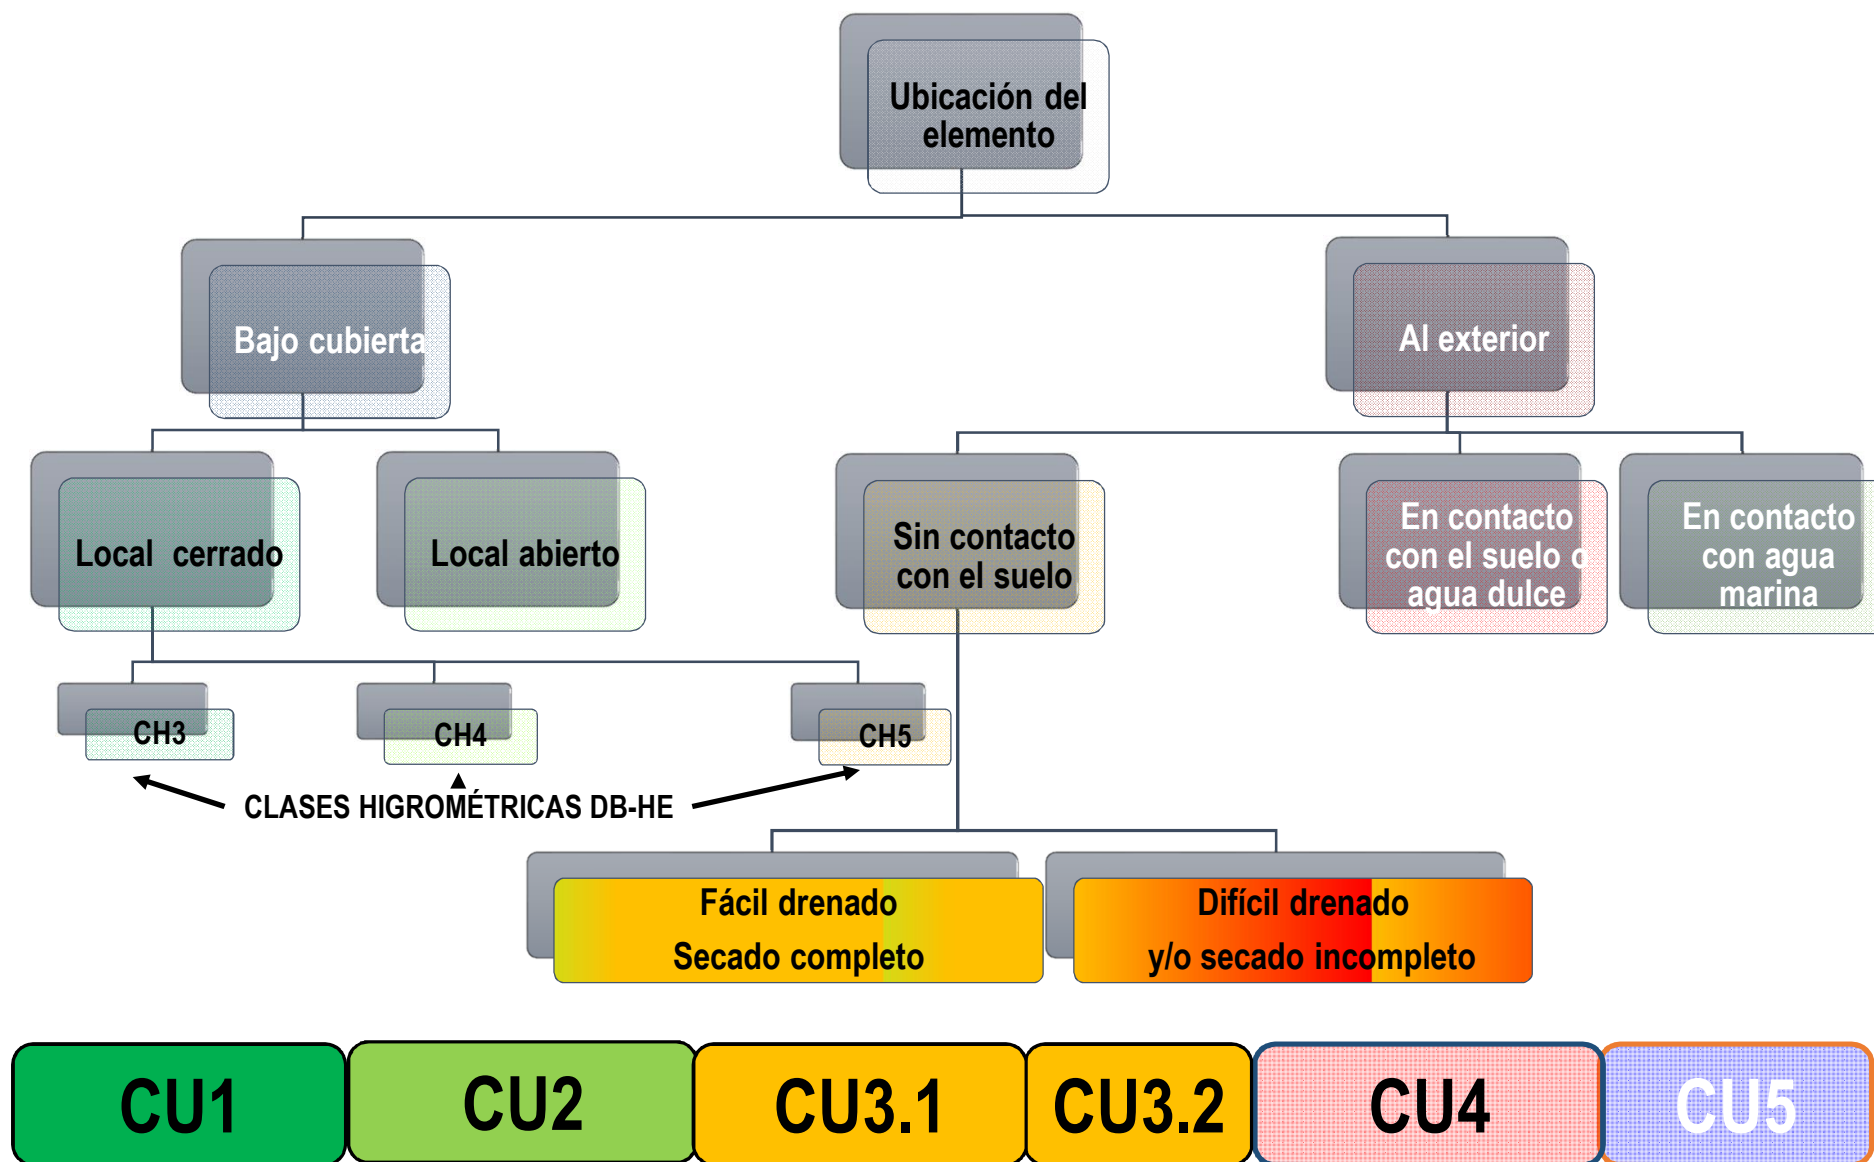 Ubicación del
elemento
Bajo cubierta
Al exterior
Local cerrado
Local abierto
Sin contacto
con el suelo
En contacto
con el suelo o
agua dulce
En contacto
con agua
marina
CH3
CH4
CH5
CLASES HIGROMÉTRICAS DB-HE
Fácil drenado
Secado completo
Difícil drenado
y/o secado incompleto
CU1
CU2
CU3.1
CU3.2
CU4
CU5